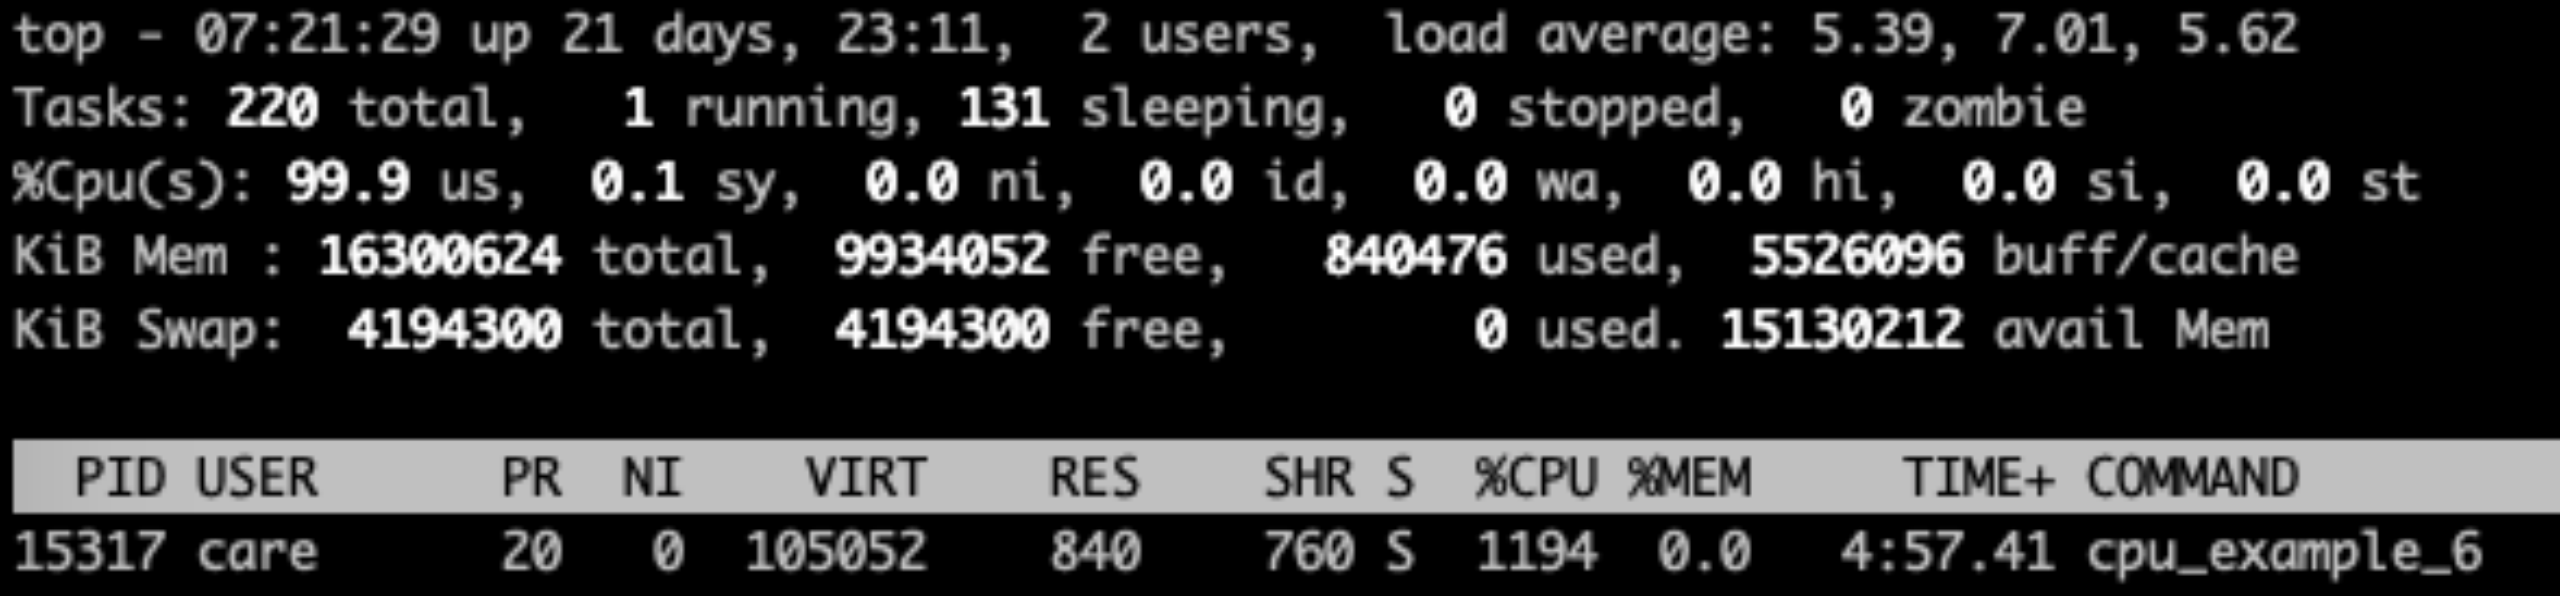 top - 07:21:29 up 21 days, 23:11,  2 users,  load average: 5.39, 7.01, 5.62
Tasks: 220 total,   1 running, 131 sleeping,   0 stopped,   0 zombie
%Cpu(s): 99.9 us,  0.1 sy,  0.0 ni,  0.0 id,  0.0 wa,  0.0 hi,  0.0 si,  0.0 st
KiB Mem : 16300624 total,  9934052 free,   840476 used,  5526096 buff/cache
KiB Swap:  4194300 total,  4194300 free,        0 used. 15130212 avail Mem
  PID USER      PR  NI    VIRT    RES    SHR S  %CPU %MEM     TIME+ COMMAND
15317 care      20   0  105052    840    760 S  1194  0.0   4:57.41 cpu_example_6